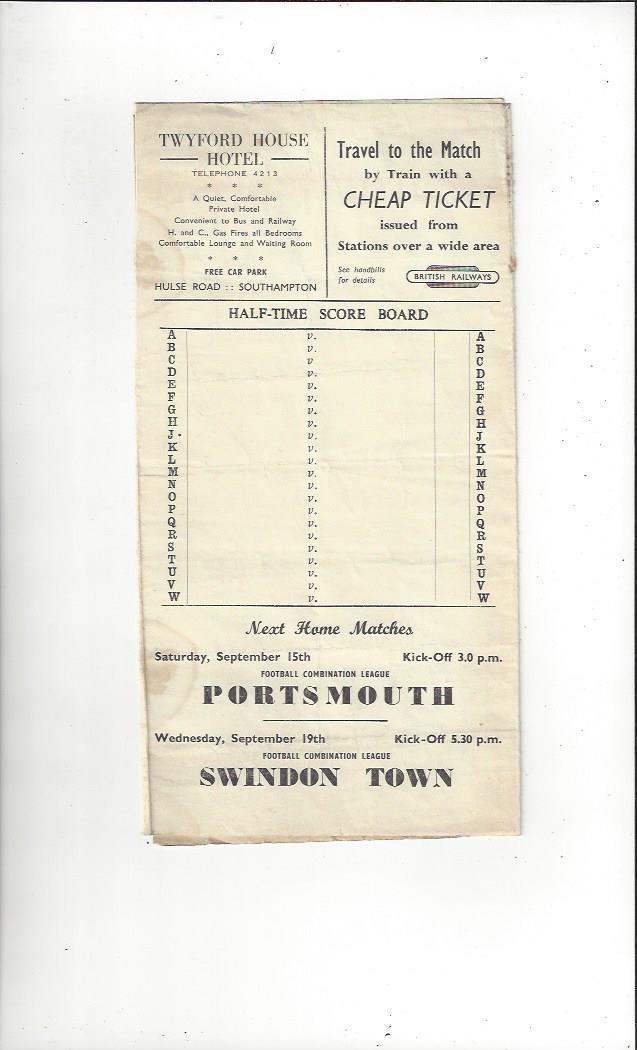 TWYFORD HOUSE
HOTEL
TELEPHONE 4213
* * *
A Quiet, Comfortable
Private Hotel
Convenient to Bus and Railway
H. and C., Gas Fires all Bedrooms
Comfortable Lounge and Waiting Room
* * *
FREE CAR PARK
HULSE ROAD :: SOUTHAMPTON
Travel to the Match
by Train with a
CHEAP TICKET
issued from
Stations over a wide area
See handbills
for details
BRITISH RAILWAYS
HALF-TIME SCORE BOARD
A v. A
B v. B
C v C
D v. D
E v. E
F v. F
G v. G
H v. H
J. v. J
K v. K
L v. L
M v. M
N v. N
O v. O
P v. P
Q v. Q
R v. R
S v. S
T v. T
U v. U
V v. V
W v. W
Next Home Matches
Saturday, September 15th Kick-Off 3.0 p.m.
FOOTBALL COMBINATION LEAGUE
PORTSMOUTH
Wednesday, September 19th Kick-Off 5.30 p.m.
FOOTBALL COMBINATION LEAGUE
SWINDON TOWN